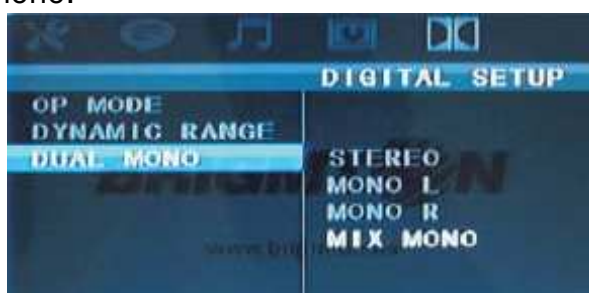 DIGITAL SETUP
OP MODE
DYNAMIC RANGE
DUAL MONO
STEREO
MONO L
MONO R
MIX MONO